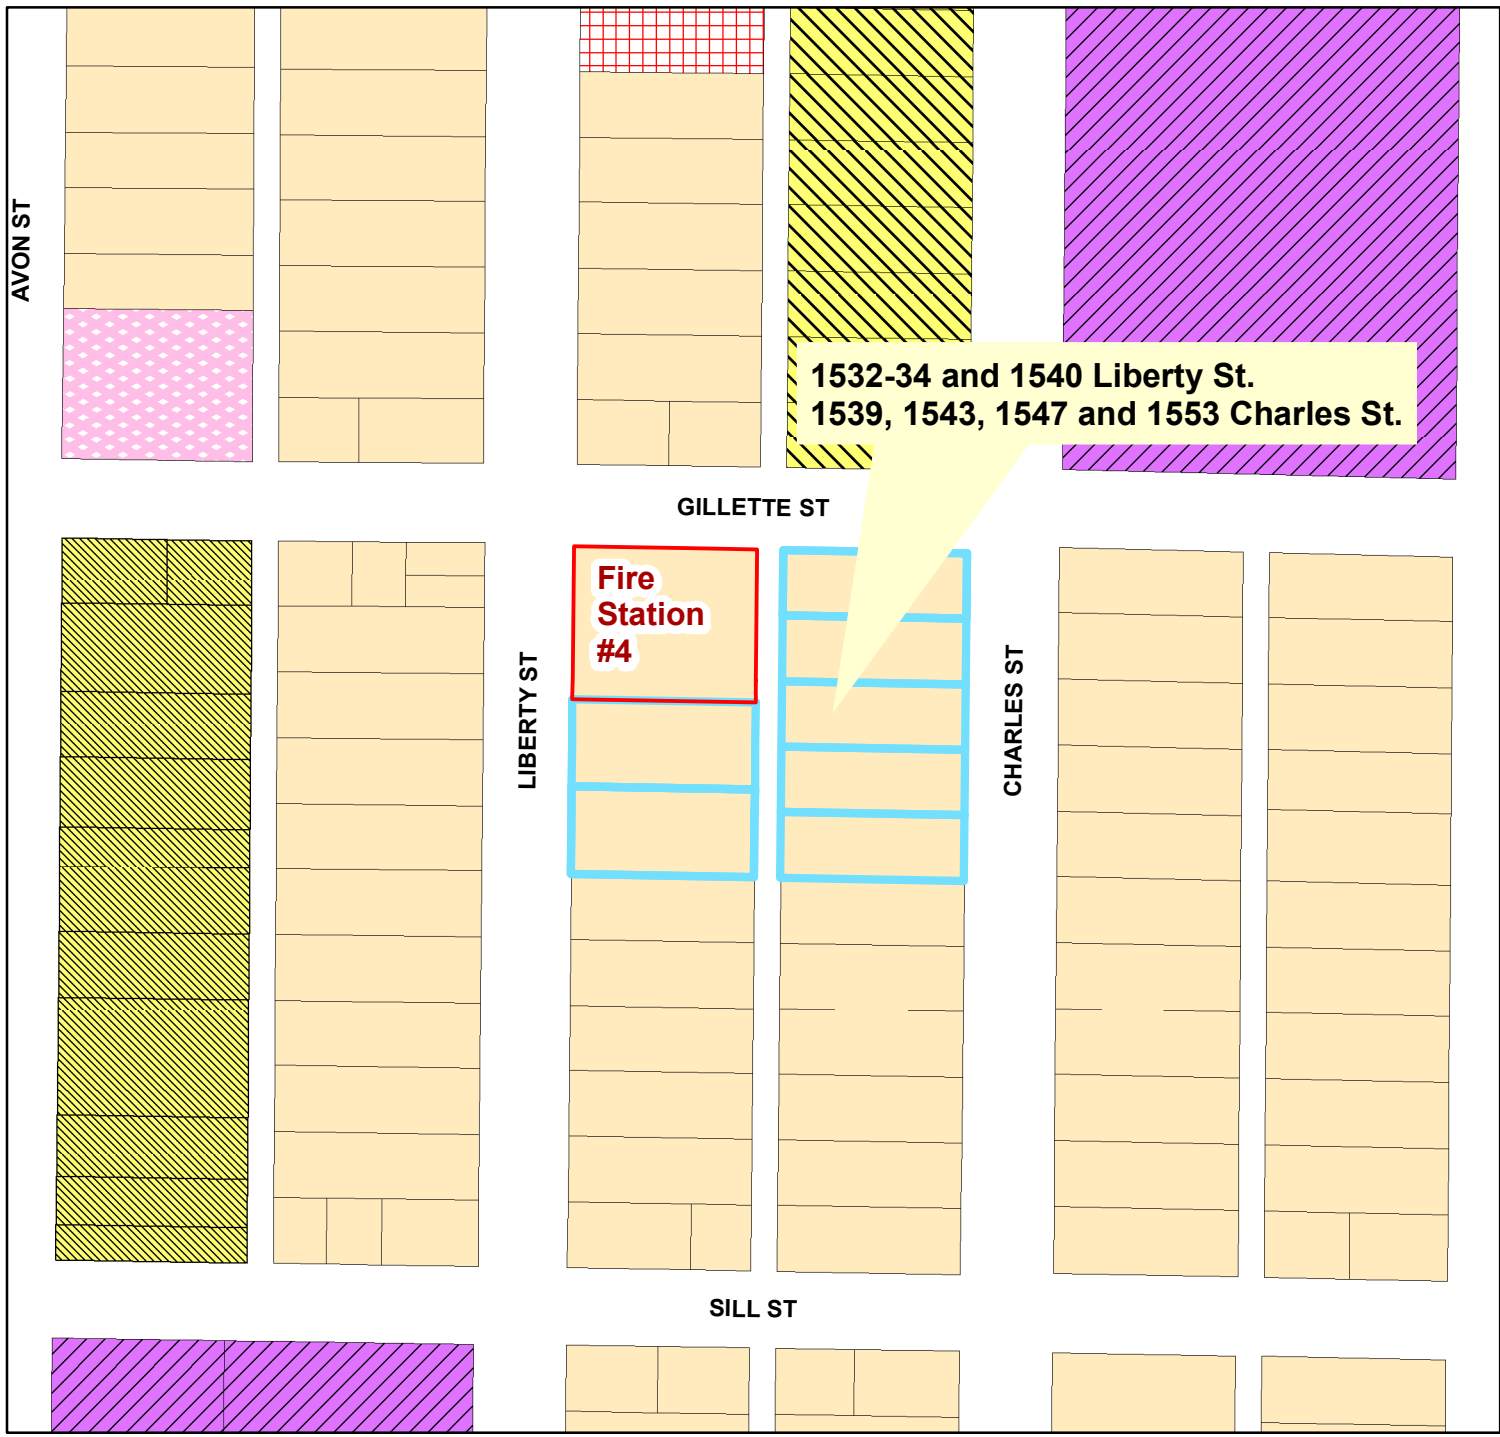 AVON ST
1532-34 and 1540 Liberty St.
1539, 1543, 1547 and 1553 Charles St.
GILLETTE ST
Fire
Station
#4
LIBERTY ST
CHARLES ST
SILL ST